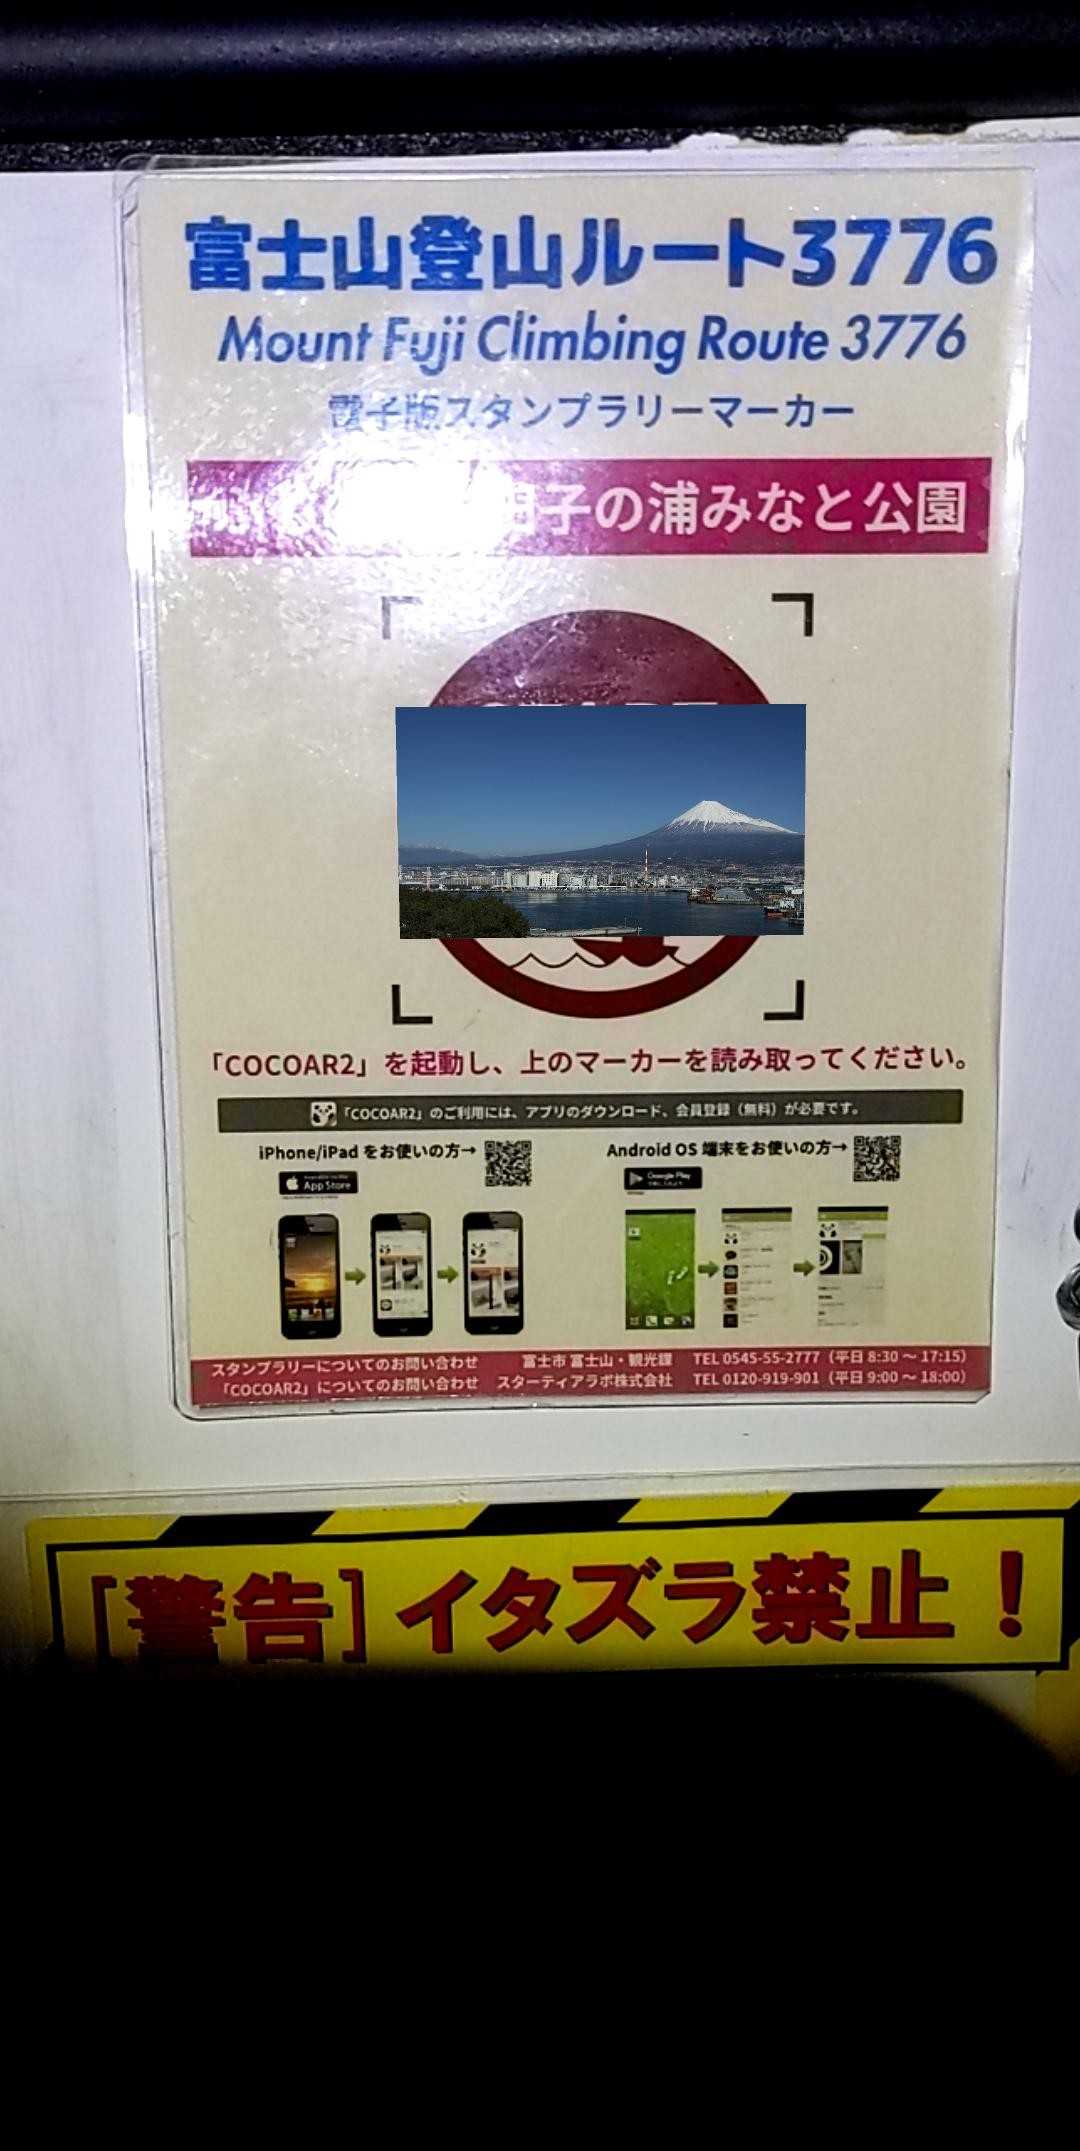 富士山登山ルート3776
Mount Fuji Climbing Route 3776
電子版スタンプラリーマーカー
子の浦みなと公園
「COCOAR2」を起動し、上のマーカーを読み取ってください。
「COCOAR2」のご利用には、アプリのダウンロード、会員登録（無料）が必要です。
iPhone/iPad をお使いの方→
Android OS 端末をお使いの方→
App Store
Google Play
スタンプラリーについてのお問い合わせ 富士市 富士山・観光課 TEL 0545-55-2777（平日 8:30 ～ 17:15）
「COCOAR2」についてのお問い合わせ スターティアラボ株式会社 TEL 0120-919-901（平日 9:00 ～ 18:00）
［警告］イタズラ禁止！